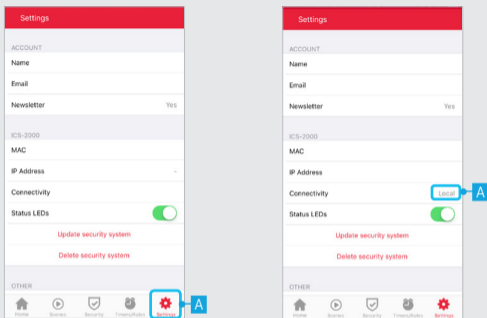 Settings
ACCOUNT
Name
Email
Newsletter Yes
ICS-2000
MAC
IP Address -
Connectivity
Status LEDs
Update security system
Delete security system
OTHER
Home Scenes Security Timers/Rules Settings
A
Settings
ACCOUNT
Name
Email
Newsletter Yes
ICS-2000
MAC
IP Address
Connectivity Local
A
Status LEDs
Update security system
Delete security system
OTHER
Home Scenes Security Timers/Rules Settings